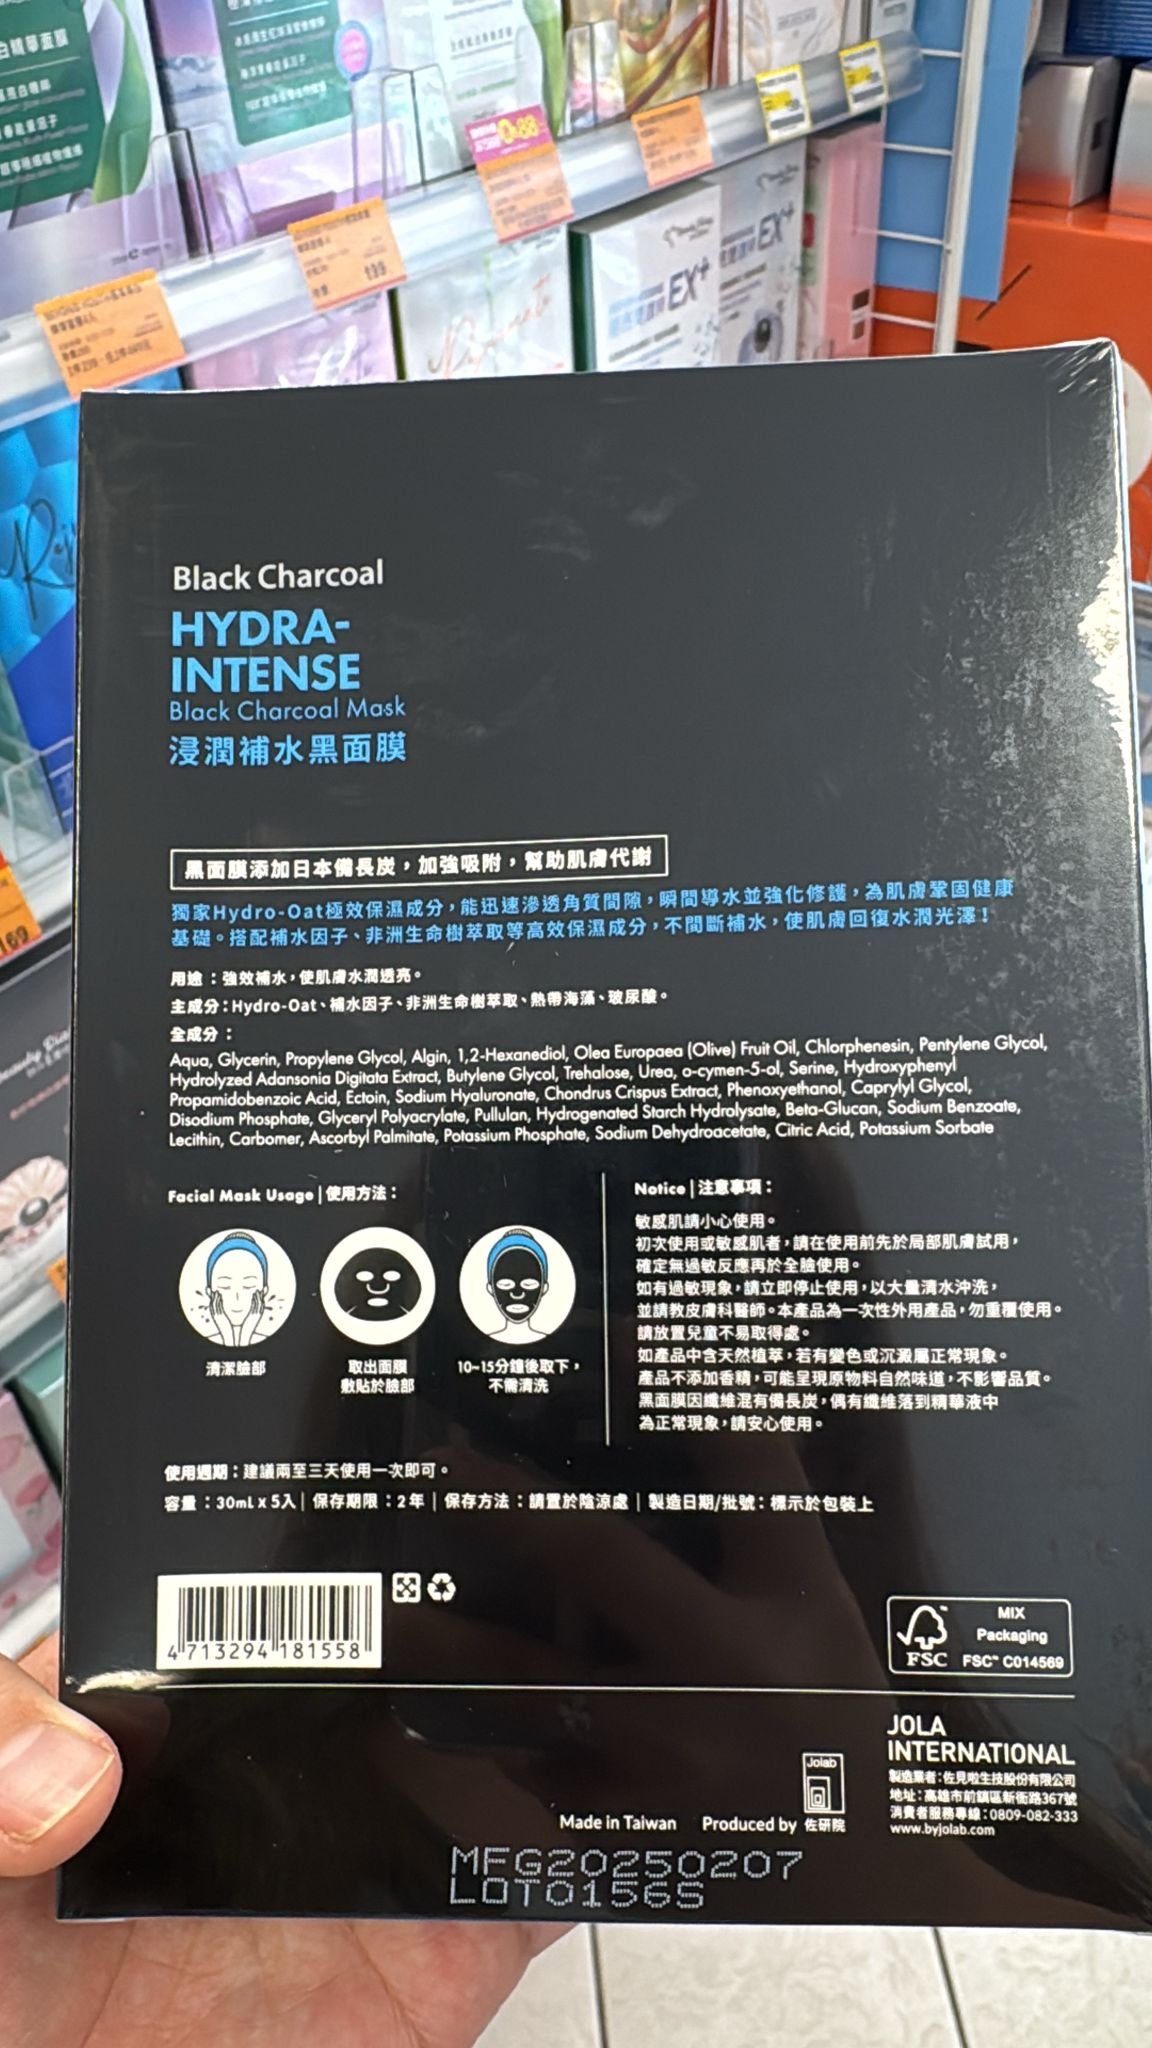 EX+
EX+
199
169
Black Charcoal
HYDRA-
INTENSE
Black Charcoal Mask
浸潤補水黑面膜
黑面膜添加日本備長炭，加強吸附，幫助肌膚代謝
獨家Hydro-Oat極效保濕成分，能迅速滲透角質間隙，瞬間導水並強化修護，為肌膚鞏固健康
基礎。搭配補水因子、非洲生命樹萃取等高效保濕成分，不間斷補水，使肌膚回復水潤光澤！
用途：強效補水，使肌膚水潤透亮。
主成分：Hydro-Oat、補水因子、非洲生命樹萃取、熱帶海藻、玻尿酸。
全成分：
Aqua, Glycerin, Propylene Glycol, Algin, 1,2-Hexanediol, Olea Europaea (Olive) Fruit Oil, Chlorphenesin, Pentylene Glycol,
Hydrolyzed Adansonia Digitata Extract, Butylene Glycol, Trehalose, Urea, o-cymen-5-ol, Serine, Hydroxyphenyl
Propamidobenzoic Acid, Ectoin, Sodium Hyaluronate, Chondrus Crispus Extract, Phenoxyethanol, Caprylyl Glycol,
Disodium Phosphate, Glyceryl Polyacrylate, Pullulan, Hydrogenated Starch Hydrolysate, Beta-Glucan, Sodium Benzoate,
Lecithin, Carbomer, Ascorbyl Palmitate, Potassium Phosphate, Sodium Dehydroacetate, Citric Acid, Potassium Sorbate
Facial Mask Usage | 使用方法：
清潔臉部
取出面膜
敷貼於臉部
10-15分鐘後取下，
不需清洗
Notice | 注意事項：
敏感肌請小心使用。
初次使用或敏感肌者，請在使用前先於局部肌膚試用，
確定無過敏反應再於全臉使用。
如有過敏現象，請立即停止使用，以大量清水沖洗，
並請教皮膚科醫師。本產品為一次性外用產品，勿重覆使用。
請放置兒童不易取得處。
如產品中含天然植萃，若有變色或沉澱屬正常現象。
產品不添加香精，可能呈現原物料自然味道，不影響品質。
黑面膜因纖維混有備長炭，偶有纖維落到精華液中
為正常現象，請安心使用。
使用週期：建議兩至三天使用一次即可。
容量：30mL x 5入 | 保存期限：2年 | 保存方法：請置於陰涼處 | 製造日期/批號：標示於包裝上
4 713294 181558
FSC
MIX
Packaging
FSC™ C014569
JOLA
INTERNATIONAL
製造業者：佐見啦生技股份有限公司
地址：高雄市前鎮區新衙路367號
消費者服務專線：0809-082-333
www.byjolab.com
Jolab
Made in Taiwan Produced by 佐研院
MFG20250207
LOT0156S